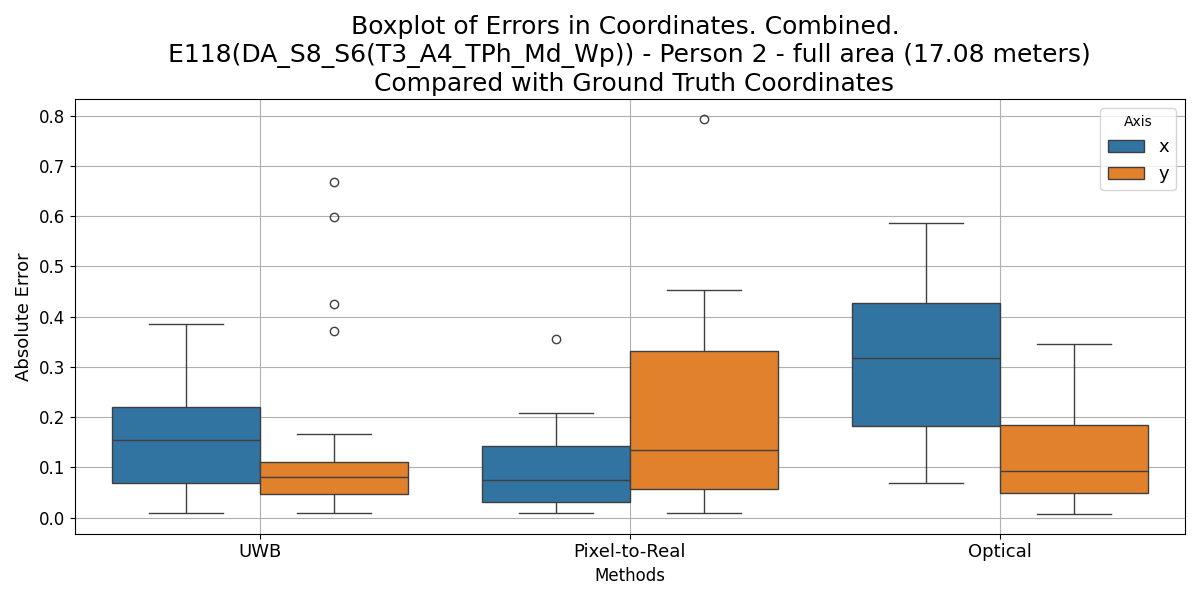 Boxplot of Errors in Coordinates. Combined.
E118(DA_S8_S6(T3_A4_TPh_Md_Wp)) - Person 2 - full area (17.08 meters)
Compared with Ground Truth Coordinates
Axis
x
y
Absolute Error
0.8
0.7
0.6
0.5
0.4
0.3
0.2
0.1
0.0
UWB
Pixel-to-Real
Optical
Methods